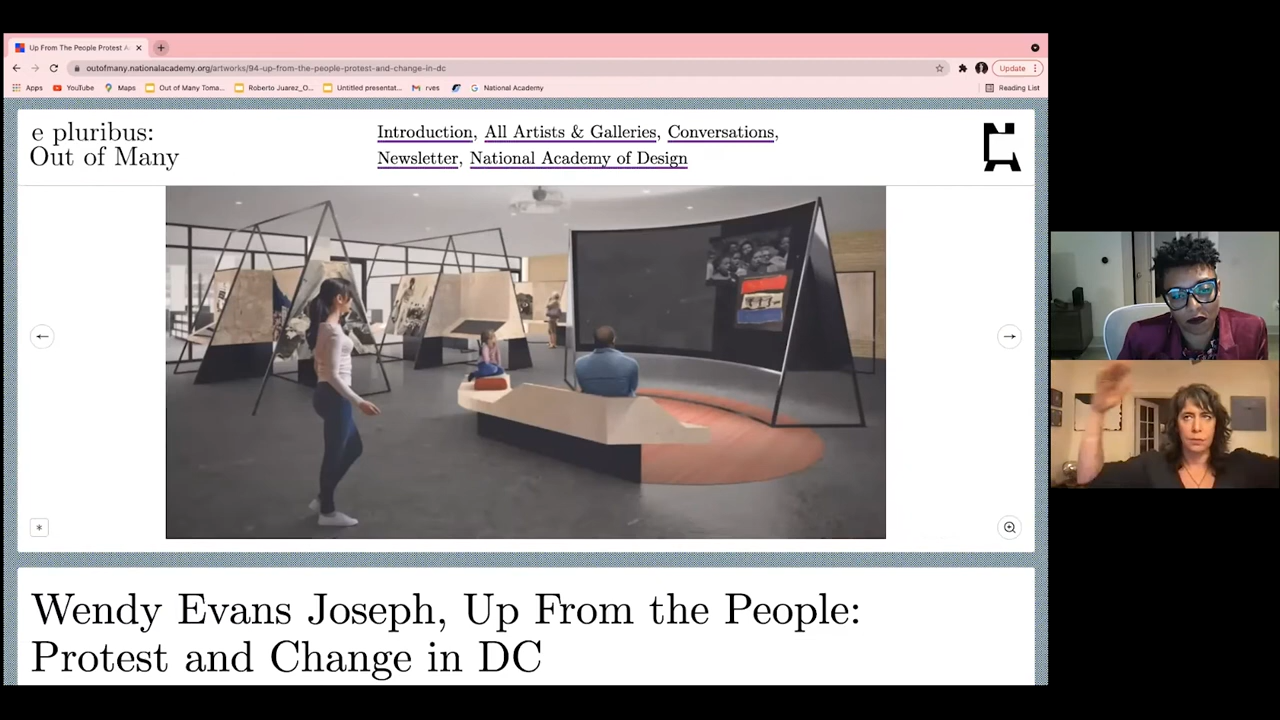 Up From The People Protest A
outofmany.nationalacademy.org/artworks/94-up-from-the-people-protest-and-change-in-dc
Update
Apps YouTube Maps Out of Many Toma... Roberto Juarez_O... Untitled presentat... rves National Academy Reading List
e pluribus:
Out of Many
Introduction, All Artists & Galleries, Conversations,
Newsletter, National Academy of Design
Wendy Evans Joseph, Up From the People:
Protest and Change in DC